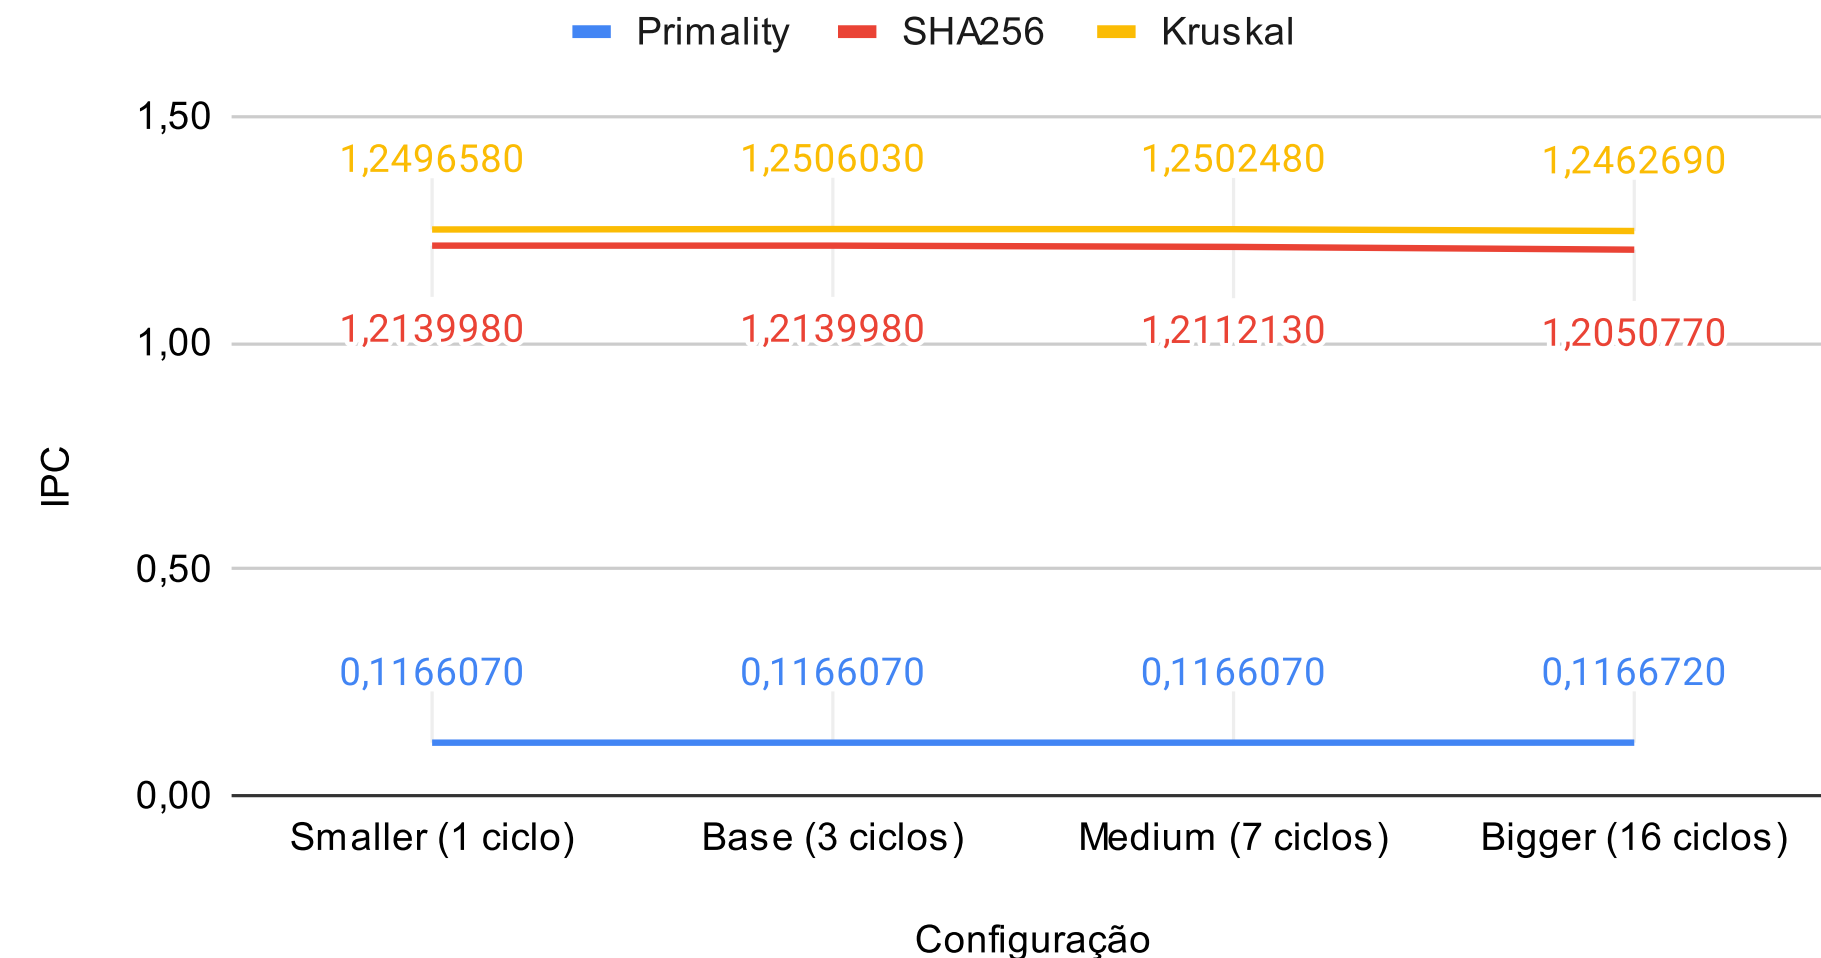 Primality SHA256 Kruskal
1,50
1,2496580 1,2506030 1,2502480 1,2462690
1,00
1,2139980 1,2139980 1,2112130 1,2050770
IPC
0,50
0,1166070 0,1166070 0,1166070 0,1166720
0,00
Smaller (1 ciclo) Base (3 ciclos) Medium (7 ciclos) Bigger (16 ciclos)
Configuração